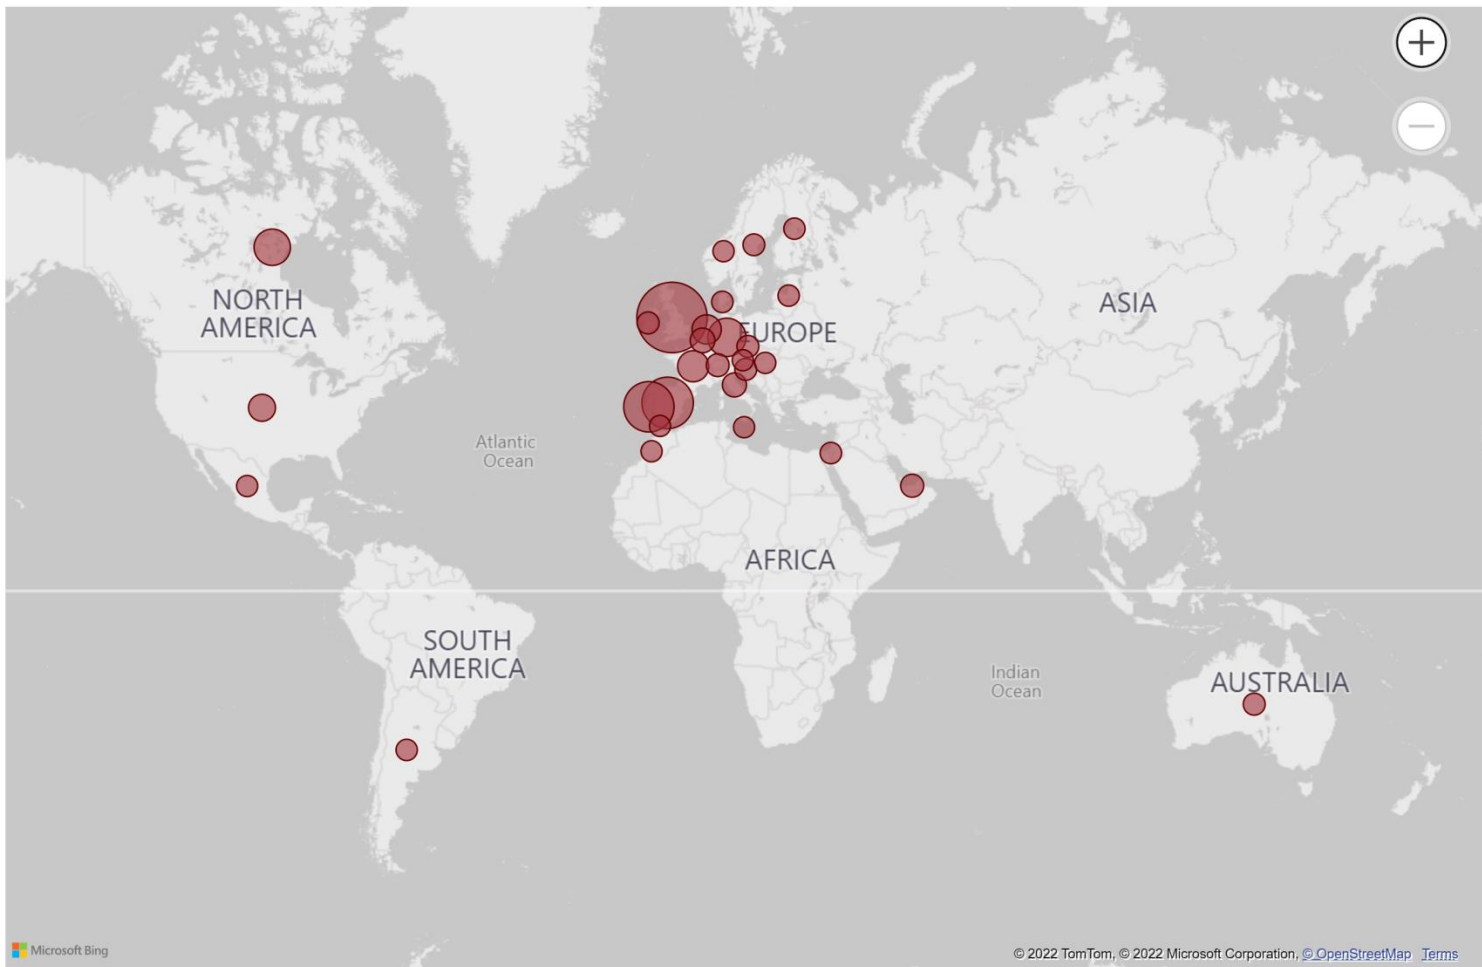 +
−
NORTH
AMERICA
EUROPE
ASIA
Atlantic
Ocean
AFRICA
SOUTH
AMERICA
Indian
Ocean
AUSTRALIA
Microsoft Bing
© 2022 TomTom, © 2022 Microsoft Corporation, © OpenStreetMap Terms